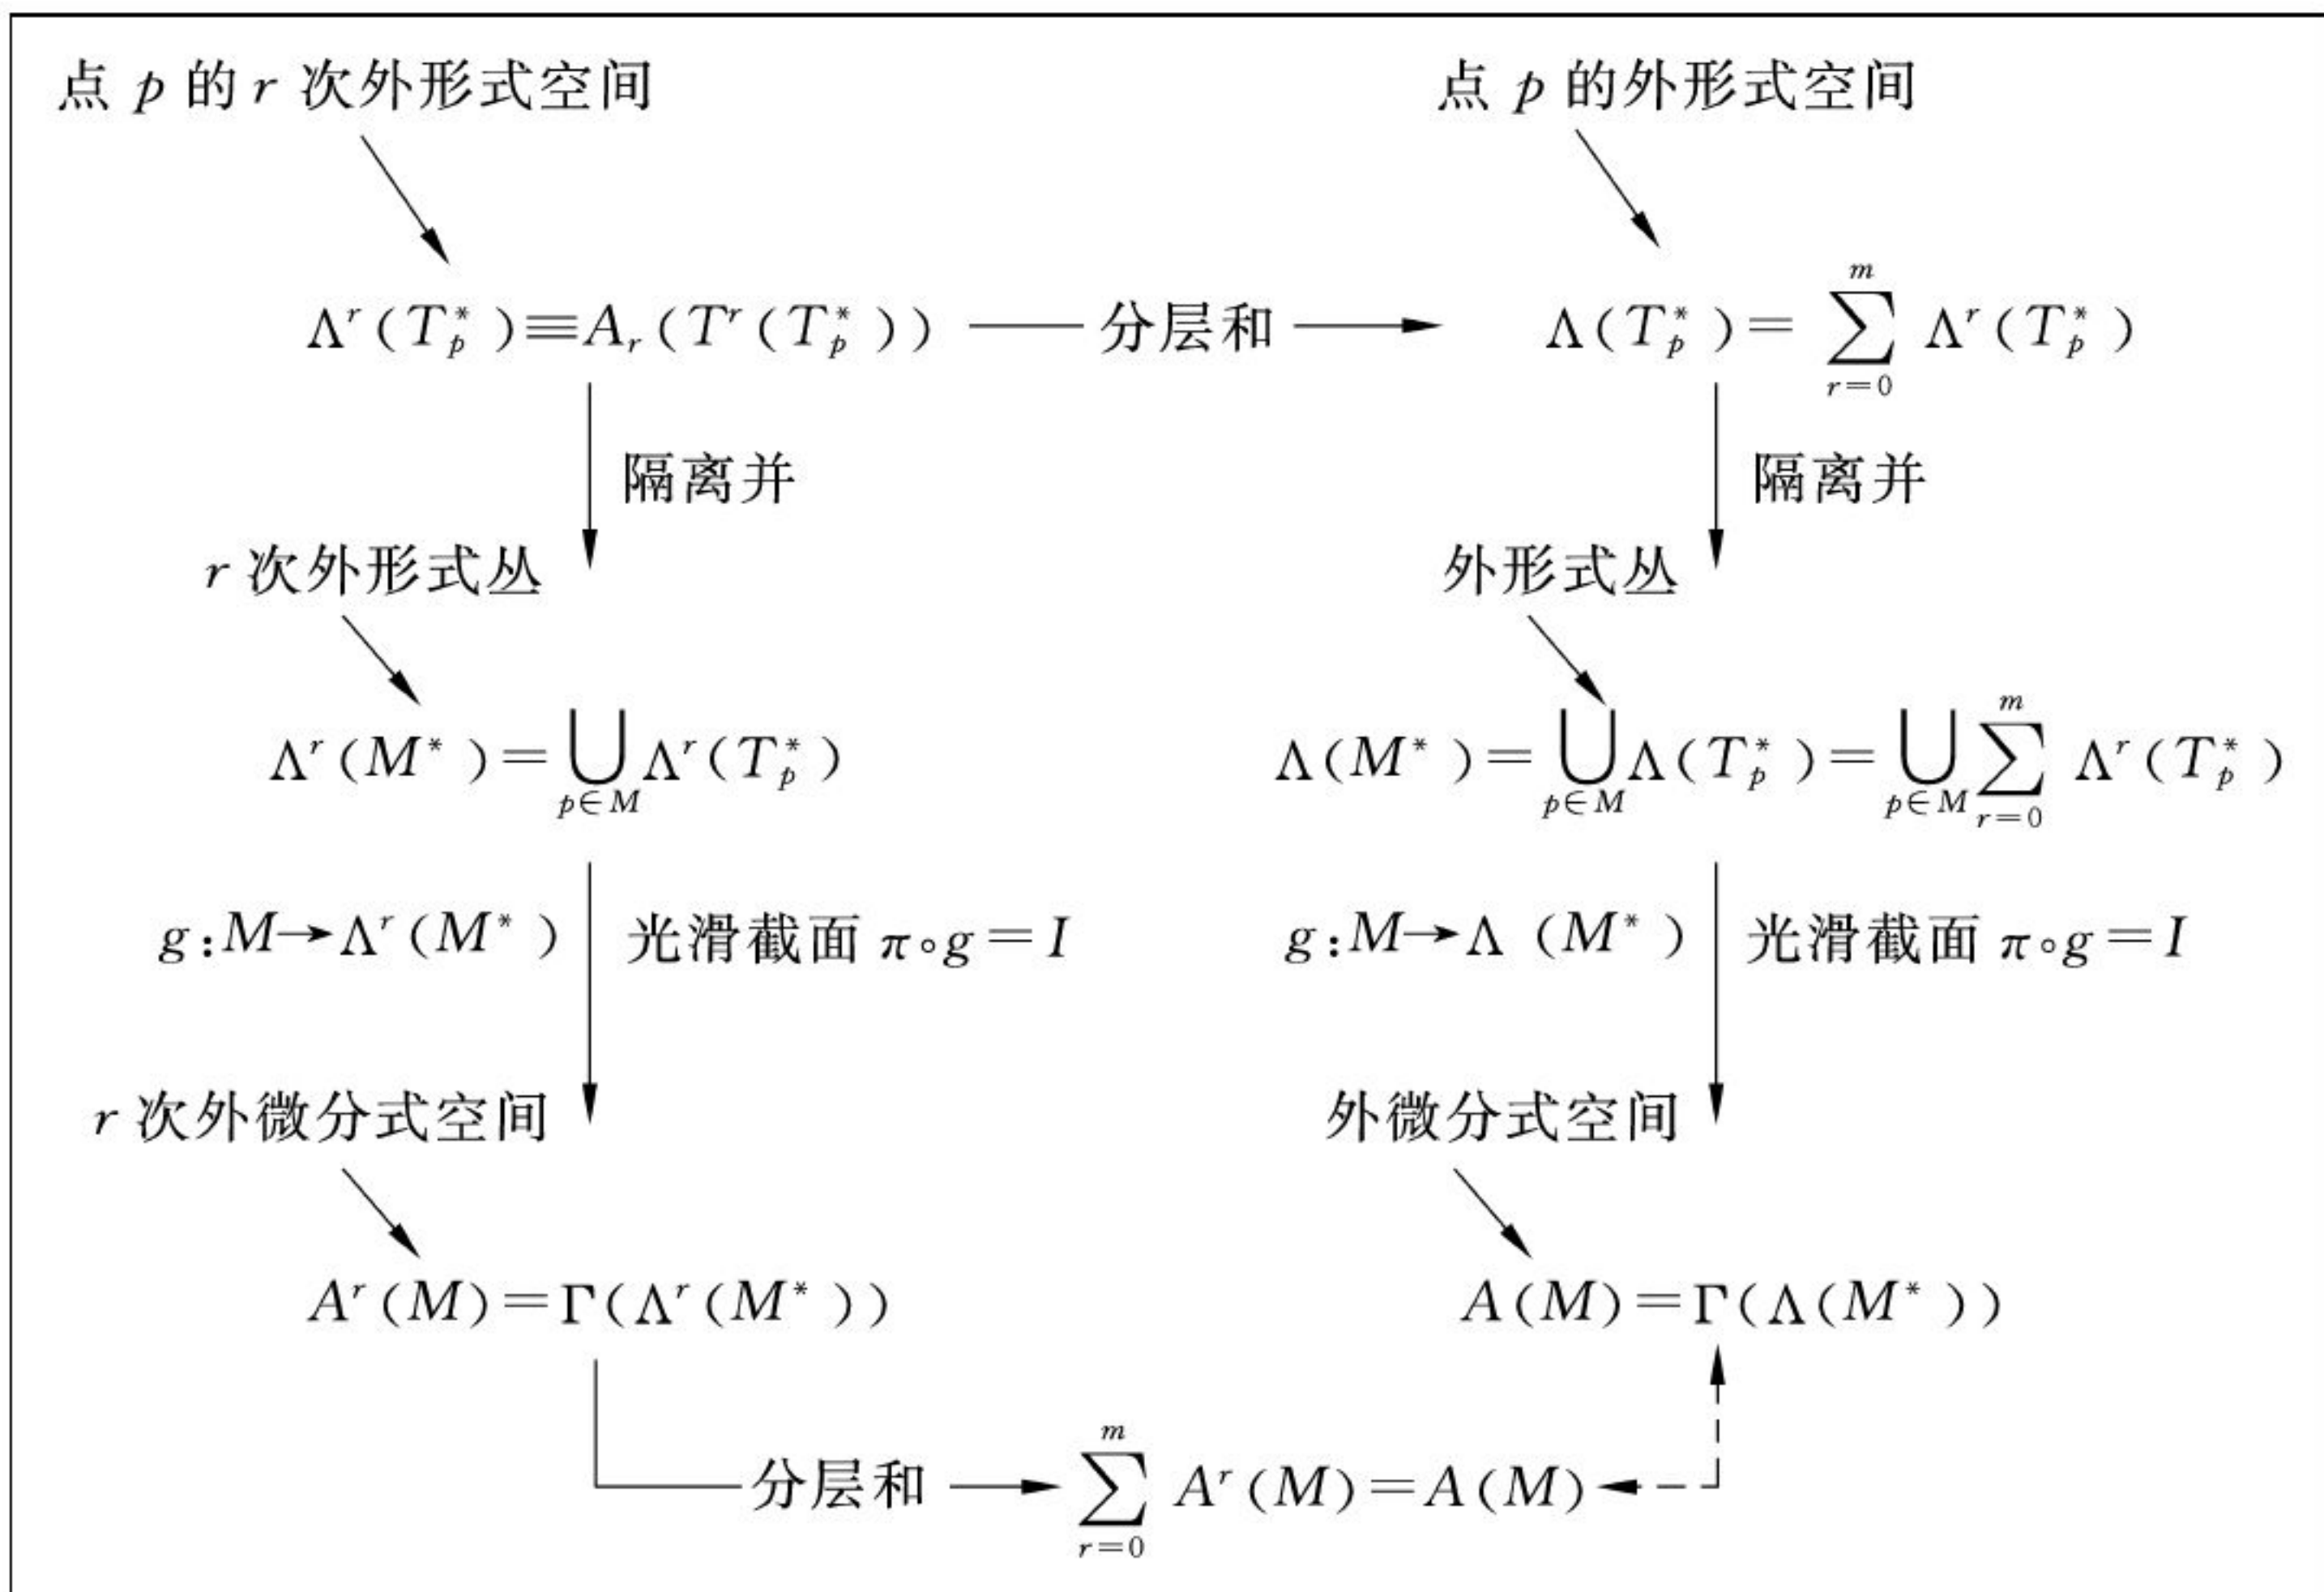 点 p 的 r 次外形式空间
点 p 的外形式空间
Λ^r(T_p^*)≡A_r(T^r(T_p^*)) 分层和 Λ(T_p^*)=∑_{r=0}^{m} Λ^r(T_p^*)
隔离并
隔离并
r 次外形式丛
外形式丛
Λ^r(M^*)=⋃_{p∈M}Λ^r(T_p^*)
Λ(M^*)=⋃_{p∈M}Λ(T_p^*)=⋃_{p∈M}∑_{r=0}^{m} Λ^r(T_p^*)
g:M→Λ^r(M^*) 光滑截面 π∘g=I
g:M→Λ(M^*) 光滑截面 π∘g=I
r 次外微分式空间
外微分式空间
A^r(M)=Γ(Λ^r(M^*))
A(M)=Γ(Λ(M^*))
分层和 ∑_{r=0}^{m} A^r(M)=A(M)